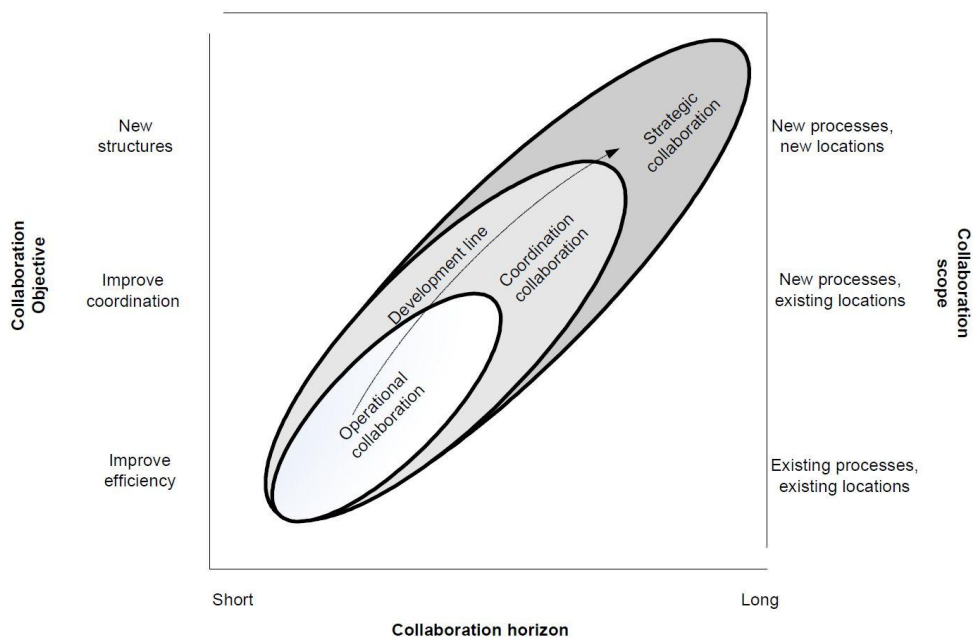 New
structures
Improve
coordination
Improve
efficiency
Collaboration
Objective
Strategic
collaboration
Coordination
collaboration
Development line
Operational
collaboration
New processes,
new locations
New processes,
existing locations
Existing processes,
existing locations
Collaboration
scope
Short
Long
Collaboration horizon